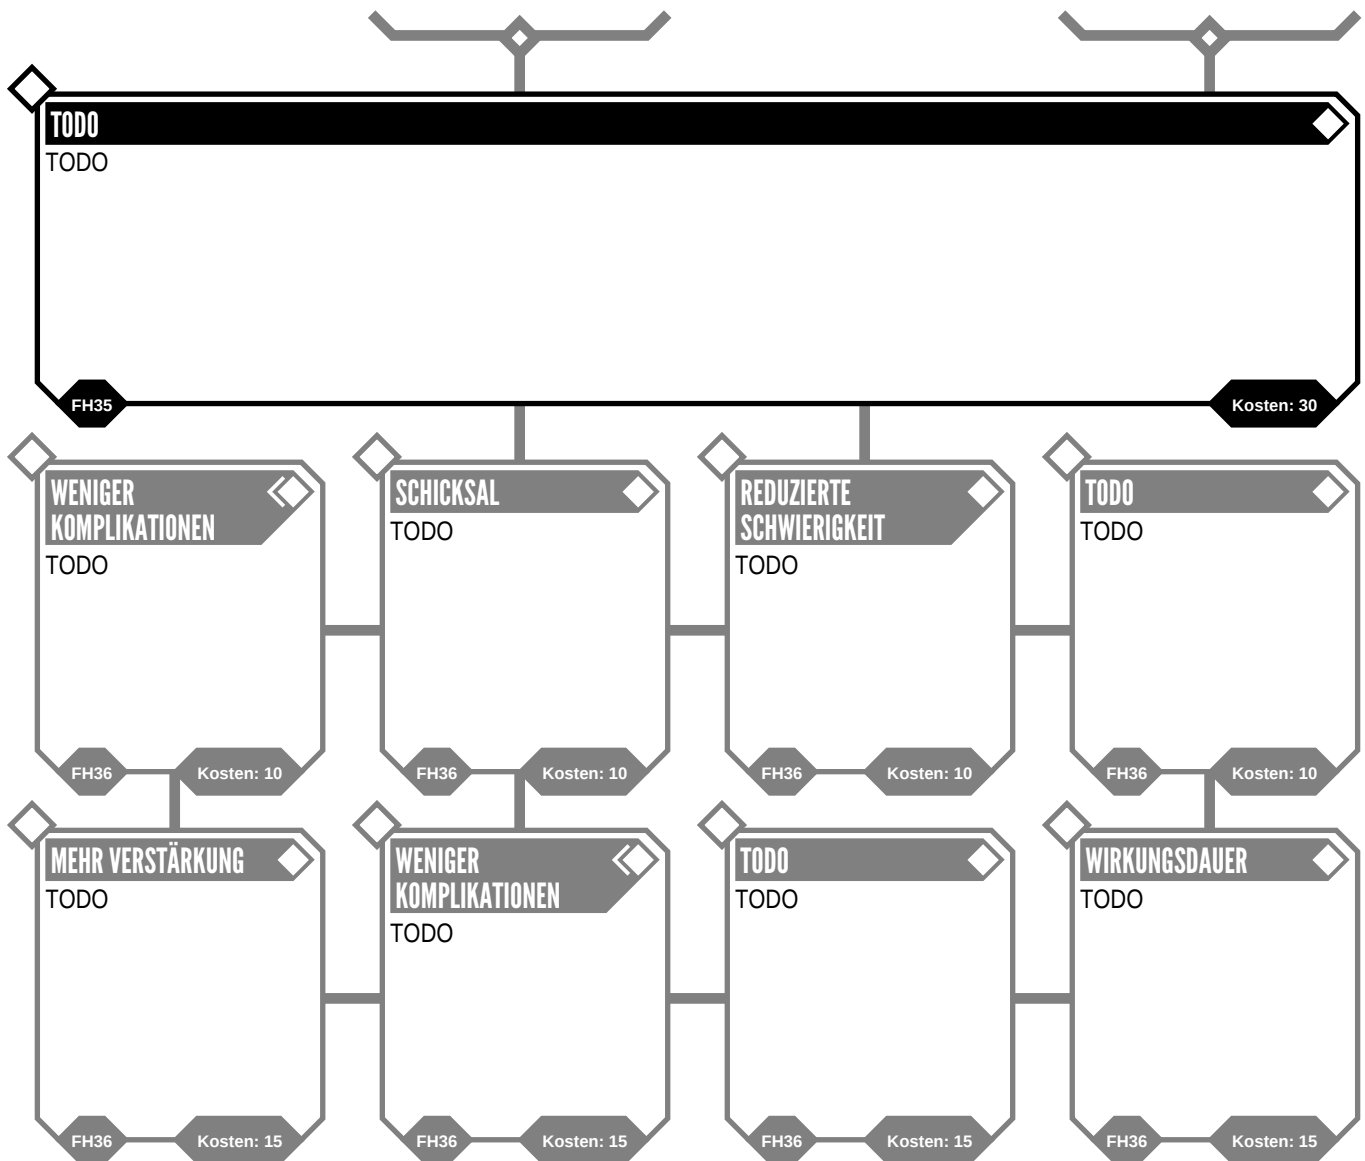 TODO
TODO
FH35
Kosten: 30
WENIGER
KOMPLIKATIONEN
TODO
FH36
Kosten: 10
SCHICKSAL
TODO
FH36
Kosten: 10
REDUZIERTE
SCHWIERIGKEIT
TODO
FH36
Kosten: 10
TODO
TODO
FH36
Kosten: 10
MEHR VERSTÄRKUNG
TODO
FH36
Kosten: 15
WENIGER
KOMPLIKATIONEN
TODO
FH36
Kosten: 15
TODO
TODO
FH36
Kosten: 15
WIRKUNGSDAUER
TODO
FH36
Kosten: 15